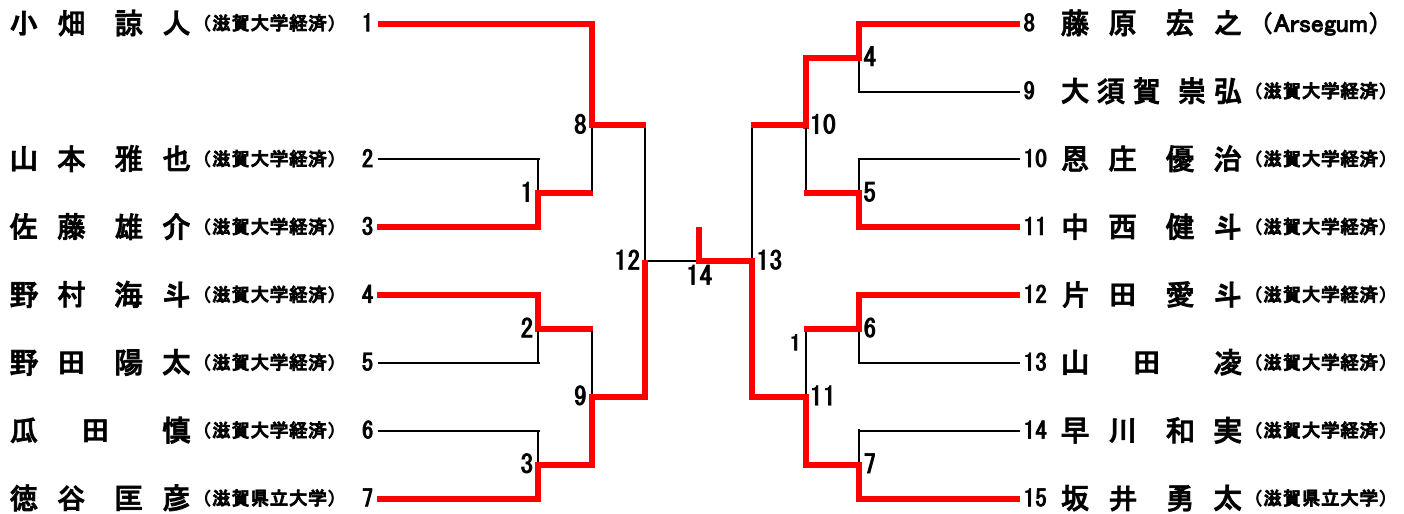 小 畑 諒 人 (滋賀大学経済) 1
8
山 本 雅 也 (滋賀大学経済) 2
1
佐 藤 雄 介 (滋賀大学経済) 3
12
野 村 海 斗 (滋賀大学経済) 4
2
野 田 陽 太 (滋賀大学経済) 5
9
瓜 田 慎 (滋賀大学経済) 6
3
徳 谷 匡 彦 (滋賀県立大学) 7
14
8 藤 原 宏 之 (Arsegum)
4
9 大 須 賀 崇 弘 (滋賀大学経済)
10
10 恩 庄 優 治 (滋賀大学経済)
5
11 中 西 健 斗 (滋賀大学経済)
13
12 片 田 愛 斗 (滋賀大学経済)
6
1
13 山 田 凌 (滋賀大学経済)
11
14 早 川 和 実 (滋賀大学経済)
7
15 坂 井 勇 太 (滋賀県立大学)